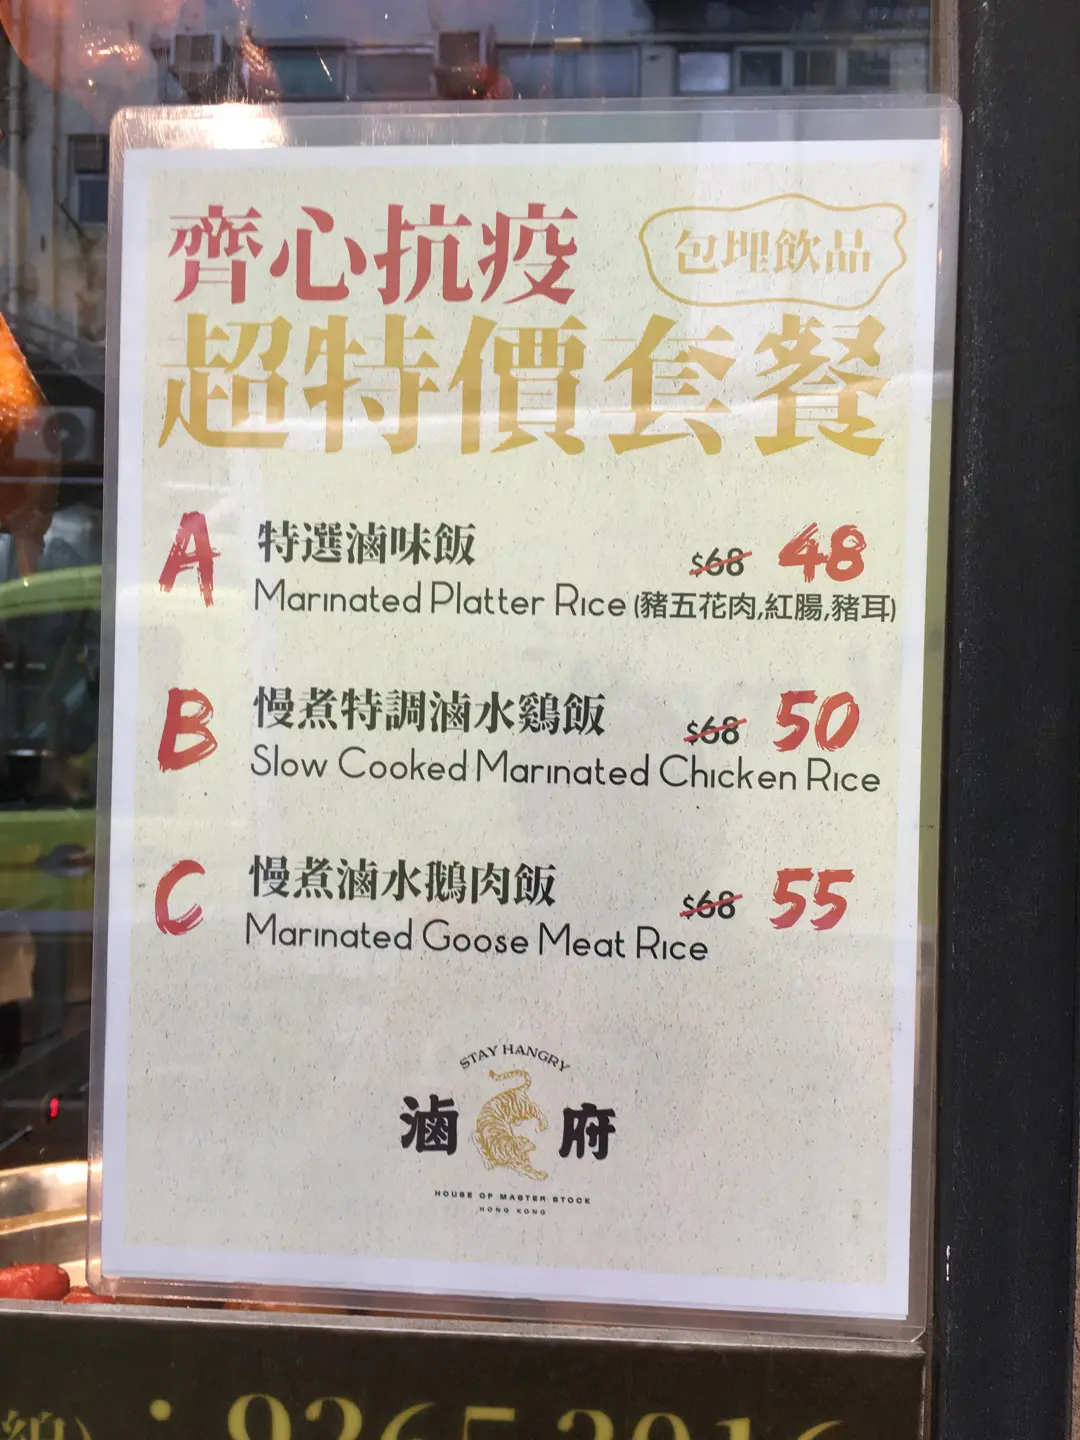 齊心抗疫
包埋飲品
超特價套餐
A 特選滷味飯 $68 48
Marinated Platter Rice (豬五花肉,紅腸,豬耳)
B 慢煮特調滷水鷄飯 $68 50
Slow Cooked Marinated Chicken Rice
C 慢煮滷水鵝肉飯 $68 55
Marinated Goose Meat Rice
STAY HANGRY
滷府
HOUSE OF MASTER STOCK
HONG KONG